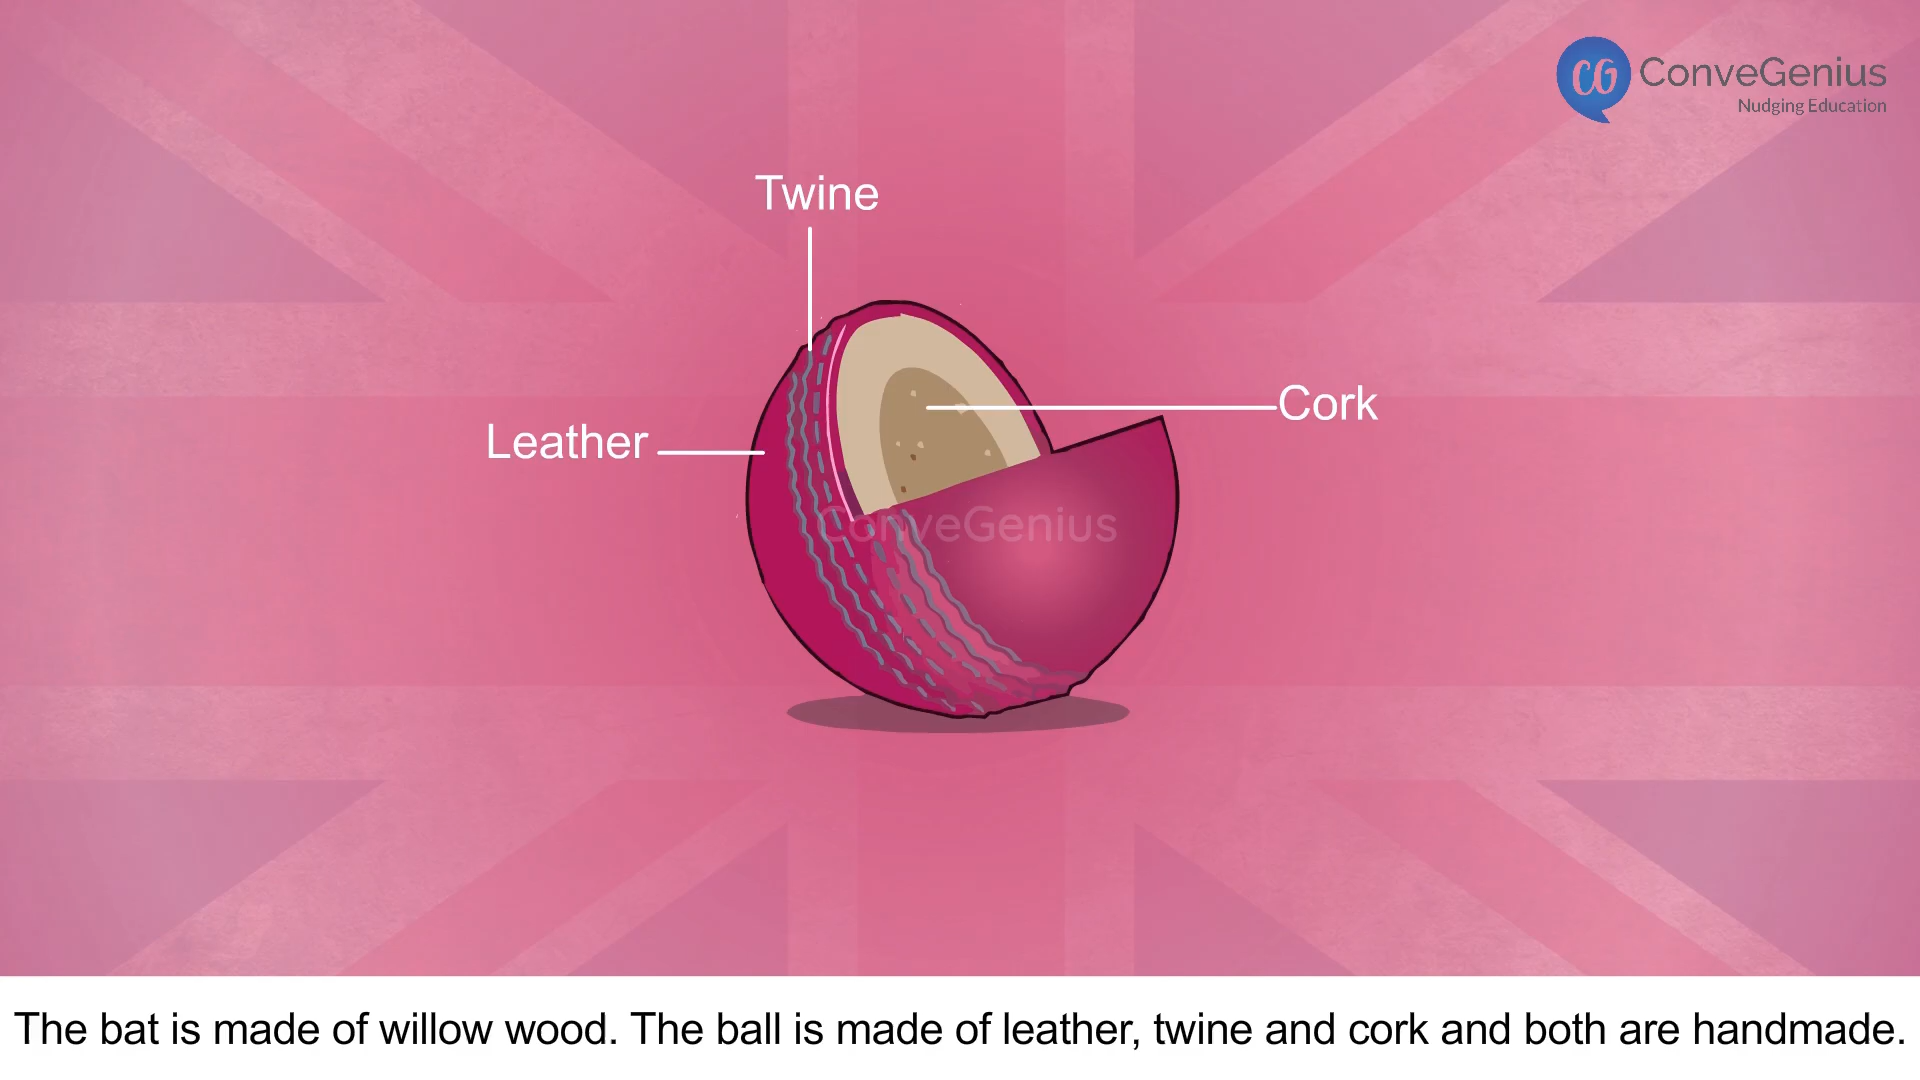 CG ConveGenius
Nudging Education
Twine
Cork
Leather
ConveGenius
The bat is made of willow wood. The ball is made of leather, twine and cork and both are handmade.